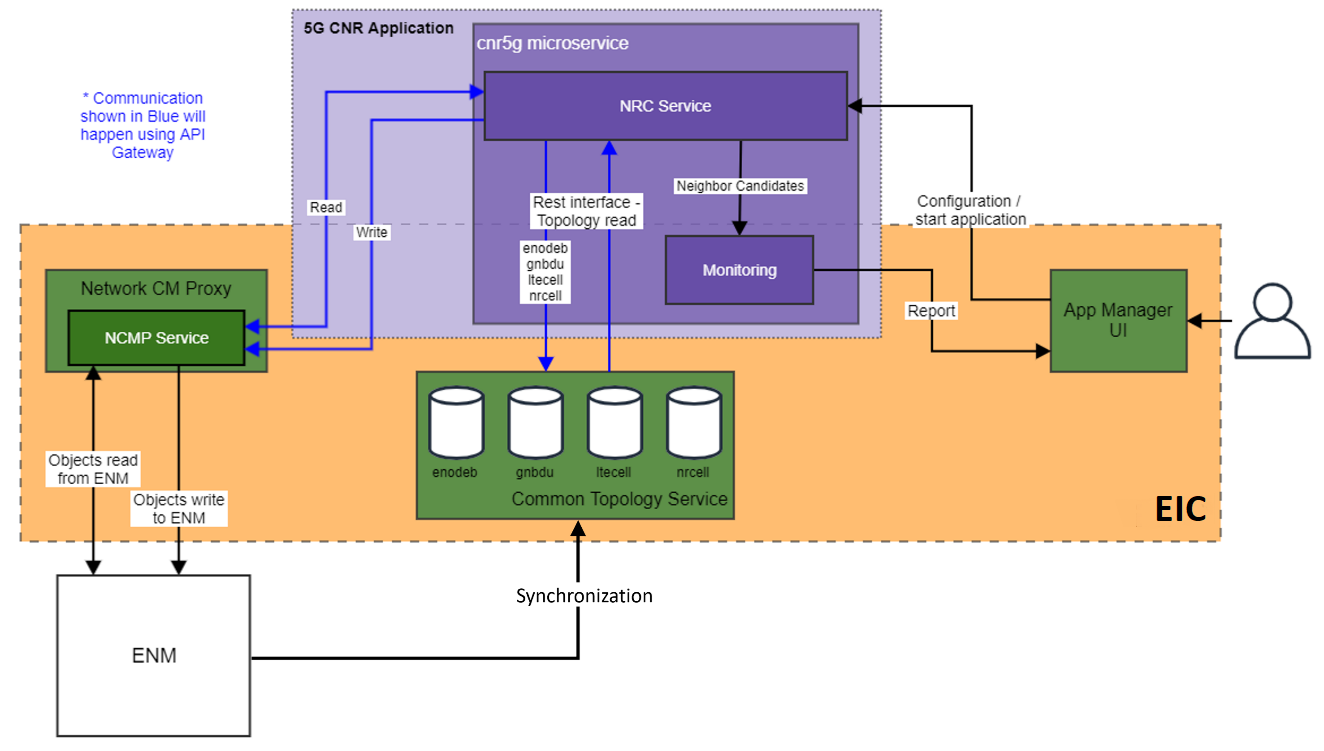 5G CNR Application
cnr5g microservice
* Communication
shown in Blue will
happen using API
Gateway
NRC Service
Neighbor Candidates
Read
Write
Rest interface -
Topology read
enodeb
gnbdu
ltecell
nrcell
Monitoring
Configuration /
start application
Report
App Manager
UI
Network CM Proxy
NCMP Service
Objects read
from ENM
Objects write
to ENM
enodeb
gnbdu
ltecell
nrcell
Common Topology Service
EIC
Synchronization
ENM